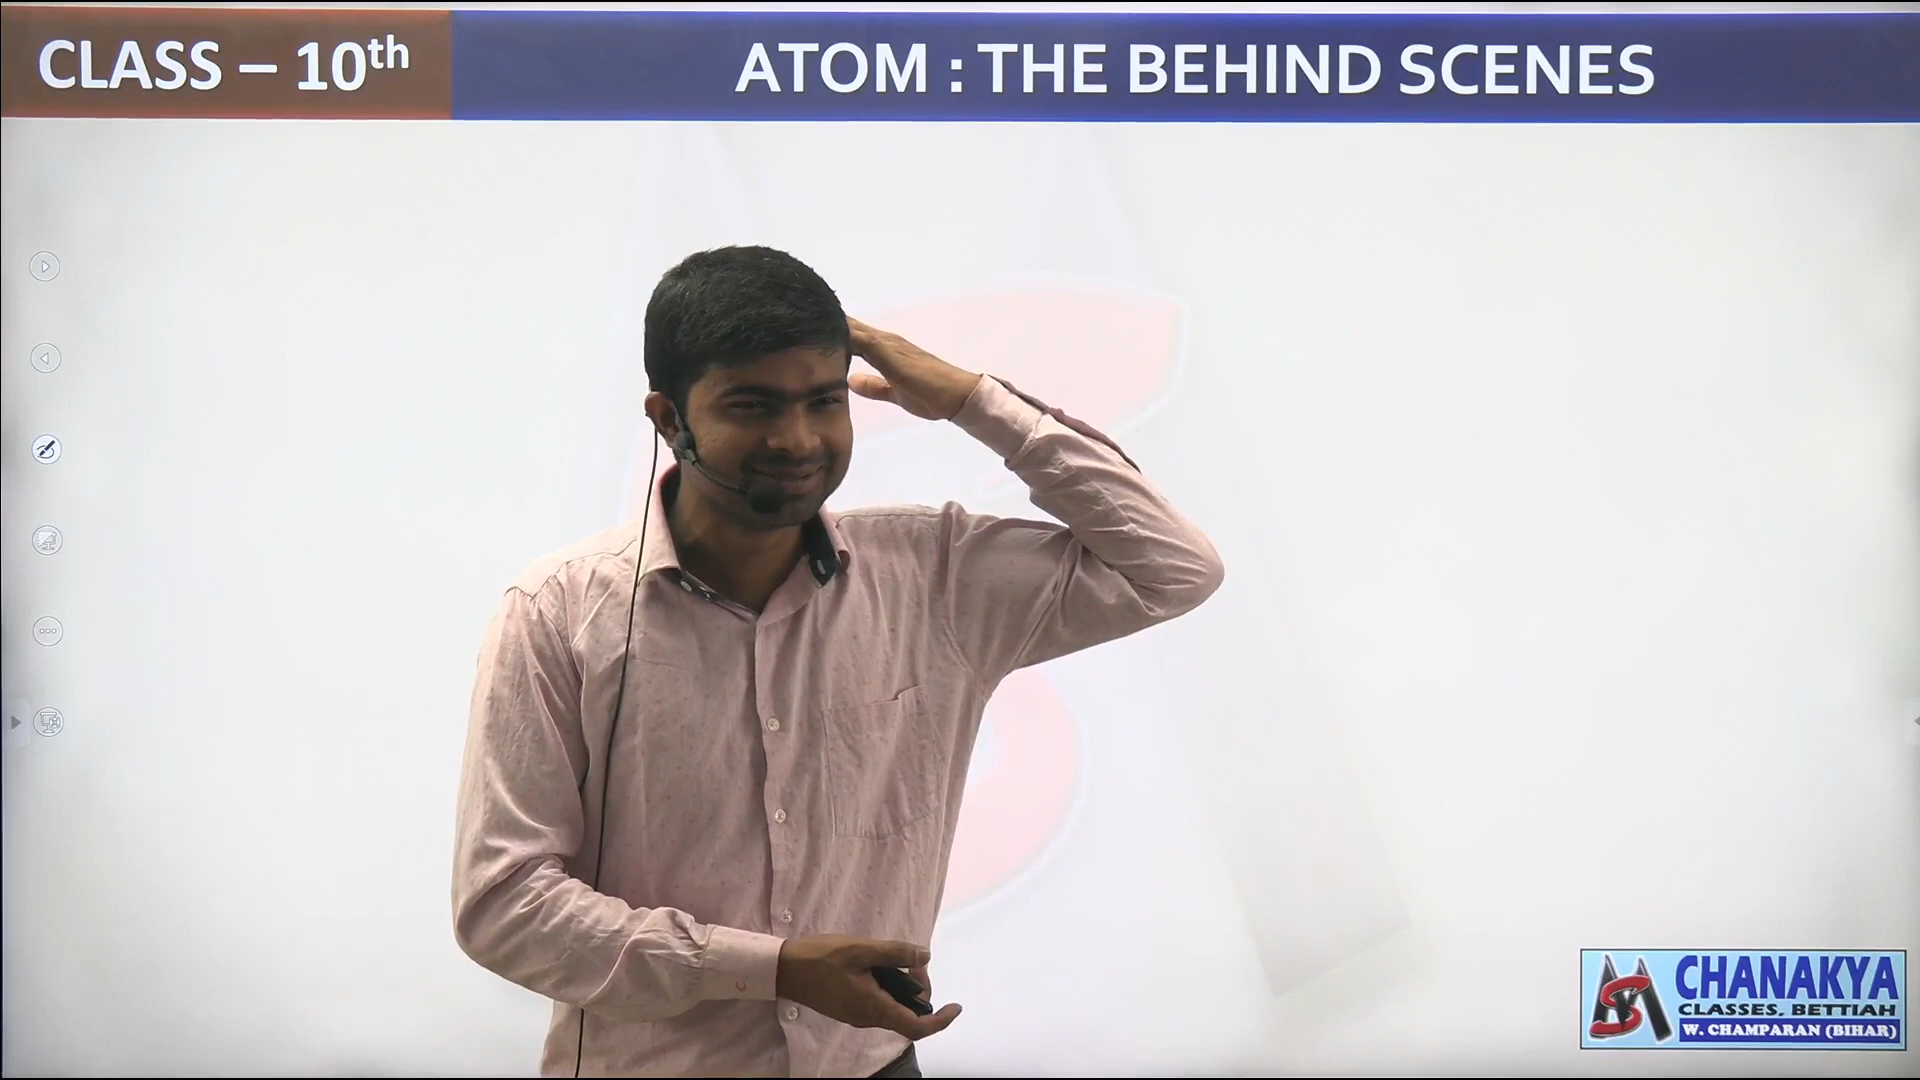 CLASS – 10th
ATOM : THE BEHIND SCENES
CHANAKYA
CLASSES, BETTIAH
W. CHAMPARAN (BIHAR)